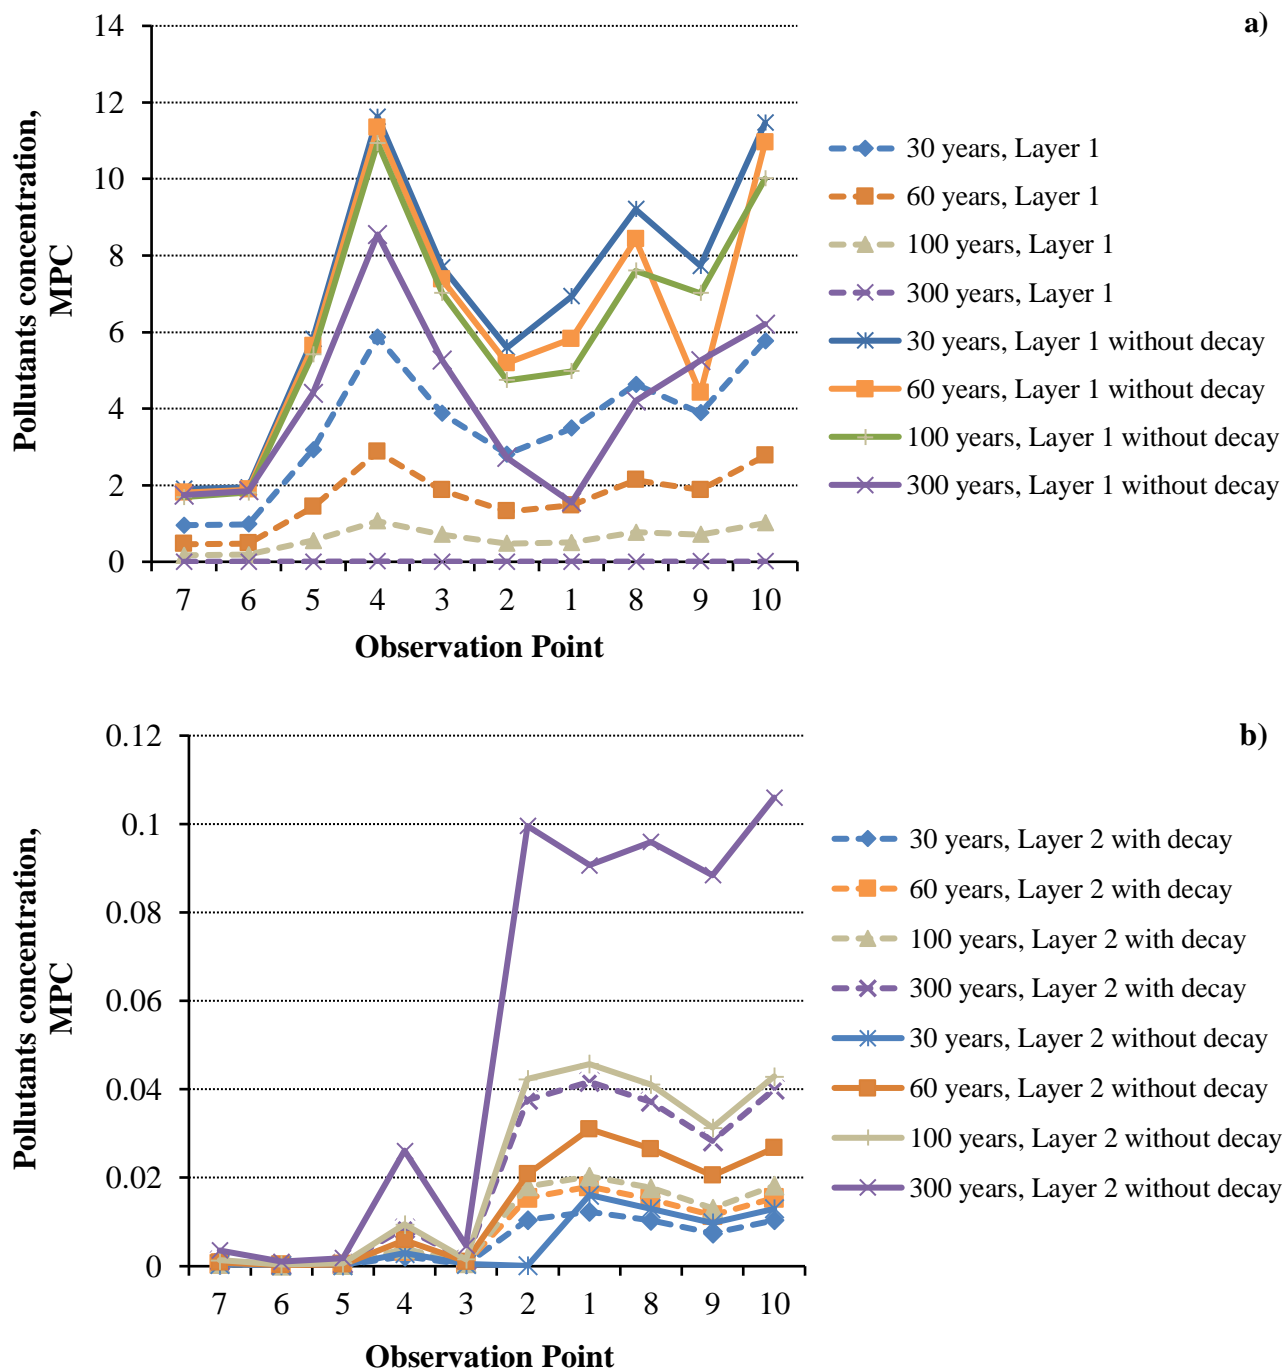 a)
14
12
10
8
6
4
2
0
Pollutants concentration,
MPC
7 6 5 4 3 2 1 8 9 10
Observation Point
30 years, Layer 1
60 years, Layer 1
100 years, Layer 1
300 years, Layer 1
30 years, Layer 1 without decay
60 years, Layer 1 without decay
100 years, Layer 1 without decay
300 years, Layer 1 without decay
b)
0.12
0.1
0.08
0.06
0.04
0.02
0
Pollutants concentration,
MPC
7 6 5 4 3 2 1 8 9 10
Observation Point
30 years, Layer 2 with decay
60 years, Layer 2 with decay
100 years, Layer 2 with decay
300 years, Layer 2 with decay
30 years, Layer 2 without decay
60 years, Layer 2 without decay
100 years, Layer 2 without decay
300 years, Layer 2 without decay